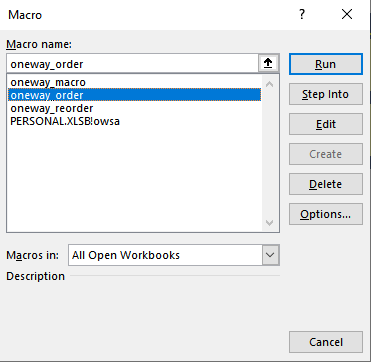 Macro
?
Macro name:
oneway_order
Run
oneway_macro
oneway_order
oneway_reorder
PERSONAL.XLSB!owsa
Step Into
Edit
Create
Delete
Options...
Macros in:
All Open Workbooks
Description
Cancel